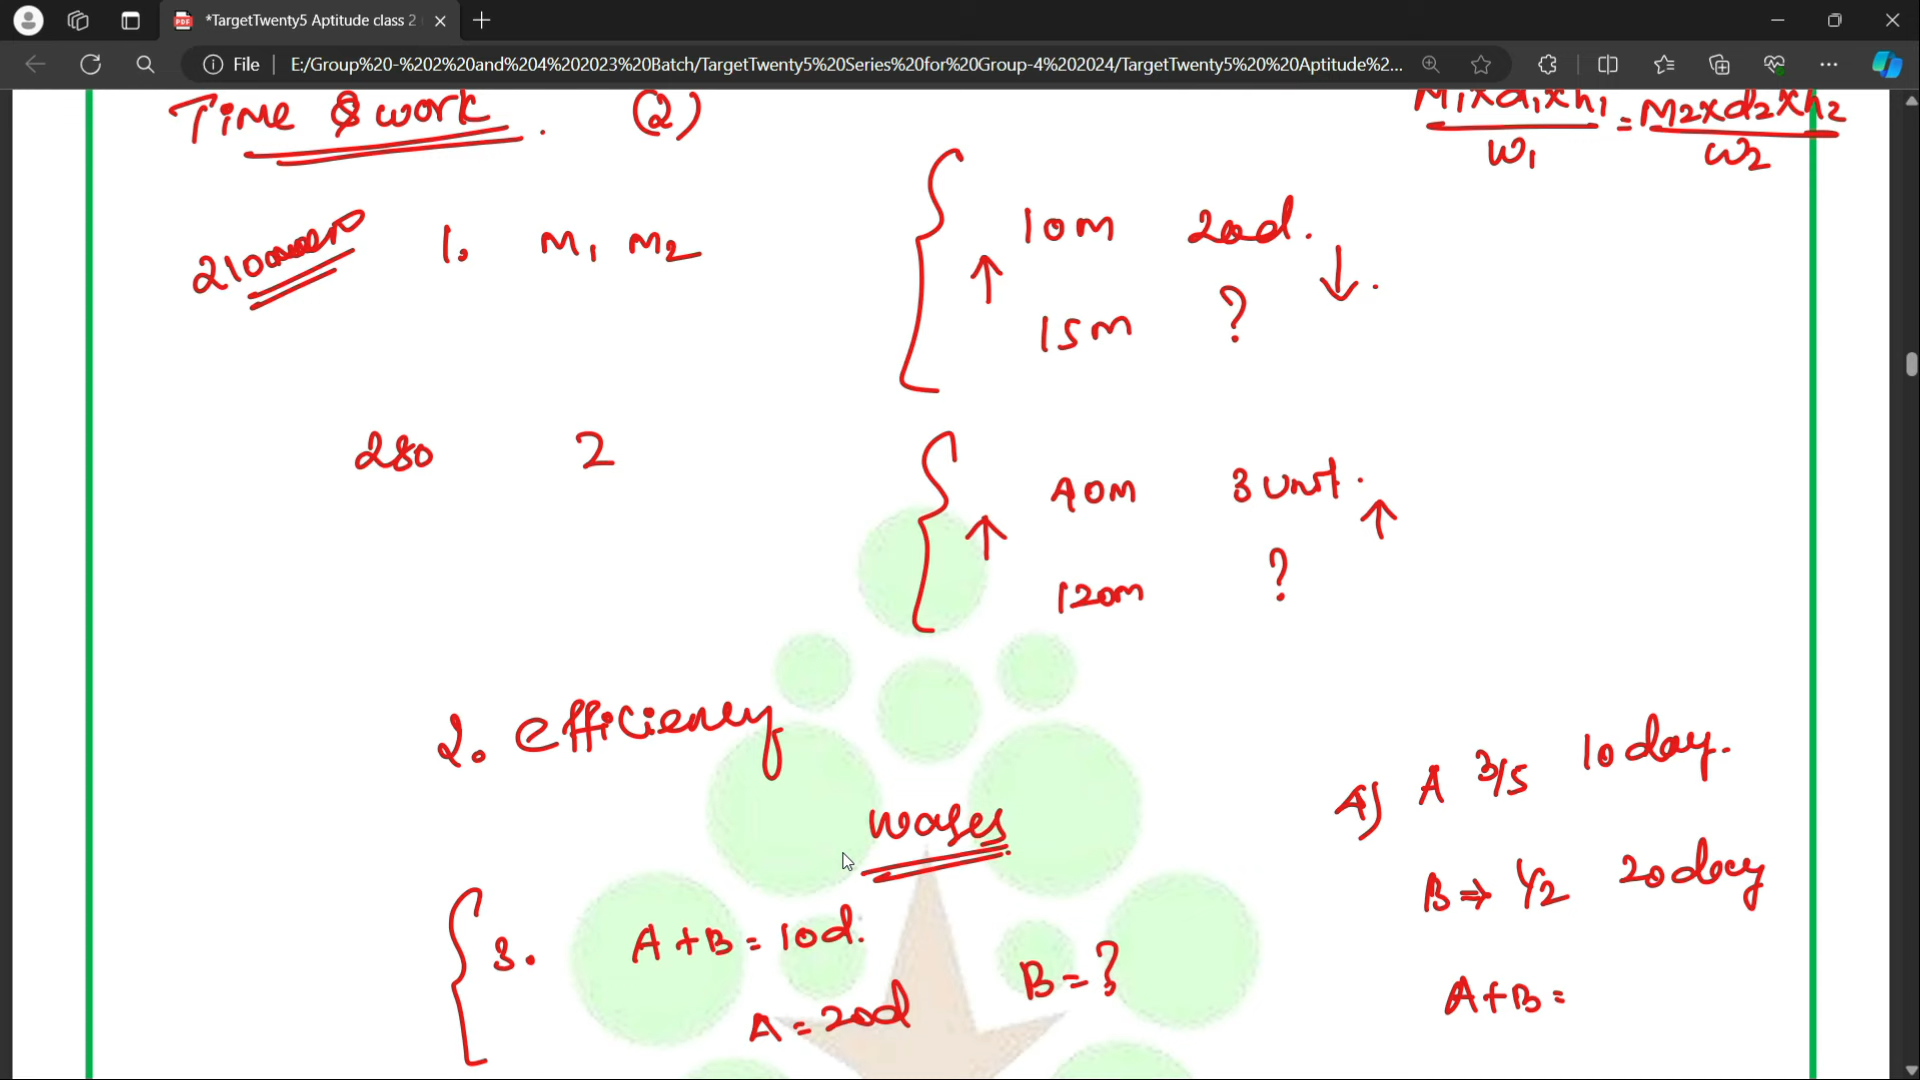 *TargetTwenty5 Aptitude class 2
File
E:/Group%20-%202%20and%204%202023%20Batch/TargetTwenty5%20Series%20for%20Group-4%202024/TargetTwenty5%20%20Aptitude%2...
Time & work. (2)
M1xd1xh1 = M2xd2xh2
w1 w2
210
1. M1 M2
10M 20d.
15M ?
280 2
40M 3 unit.
120M ?
2. efficiency
wages
4) A 3/5 10 day.
B ⇒ 1/2 20 day
A+B =
3. A+B = 10d.
A = 20d B = ?